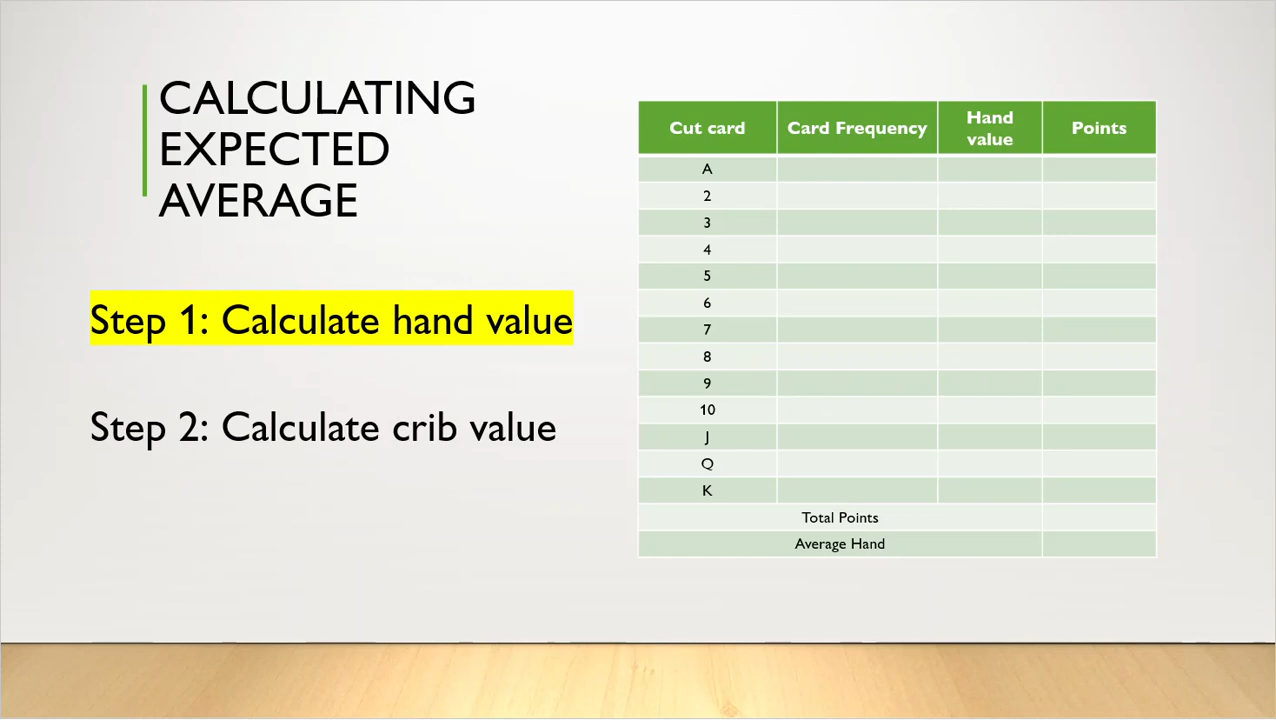 CALCULATING
EXPECTED
AVERAGE
Step 1: Calculate hand value
Step 2: Calculate crib value
Cut card Card Frequency Hand value Points
A
2
3
4
5
6
7
8
9
10
J
Q
K
Total Points
Average Hand